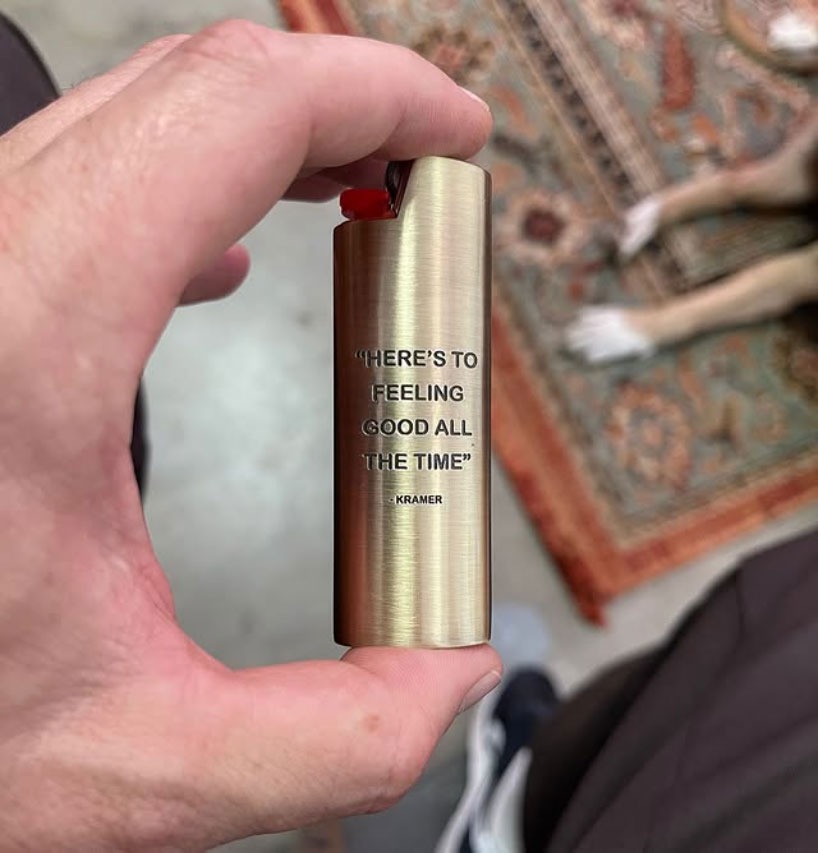 “HERE’S TO
FEELING
GOOD ALL
THE TIME”
- KRAMER